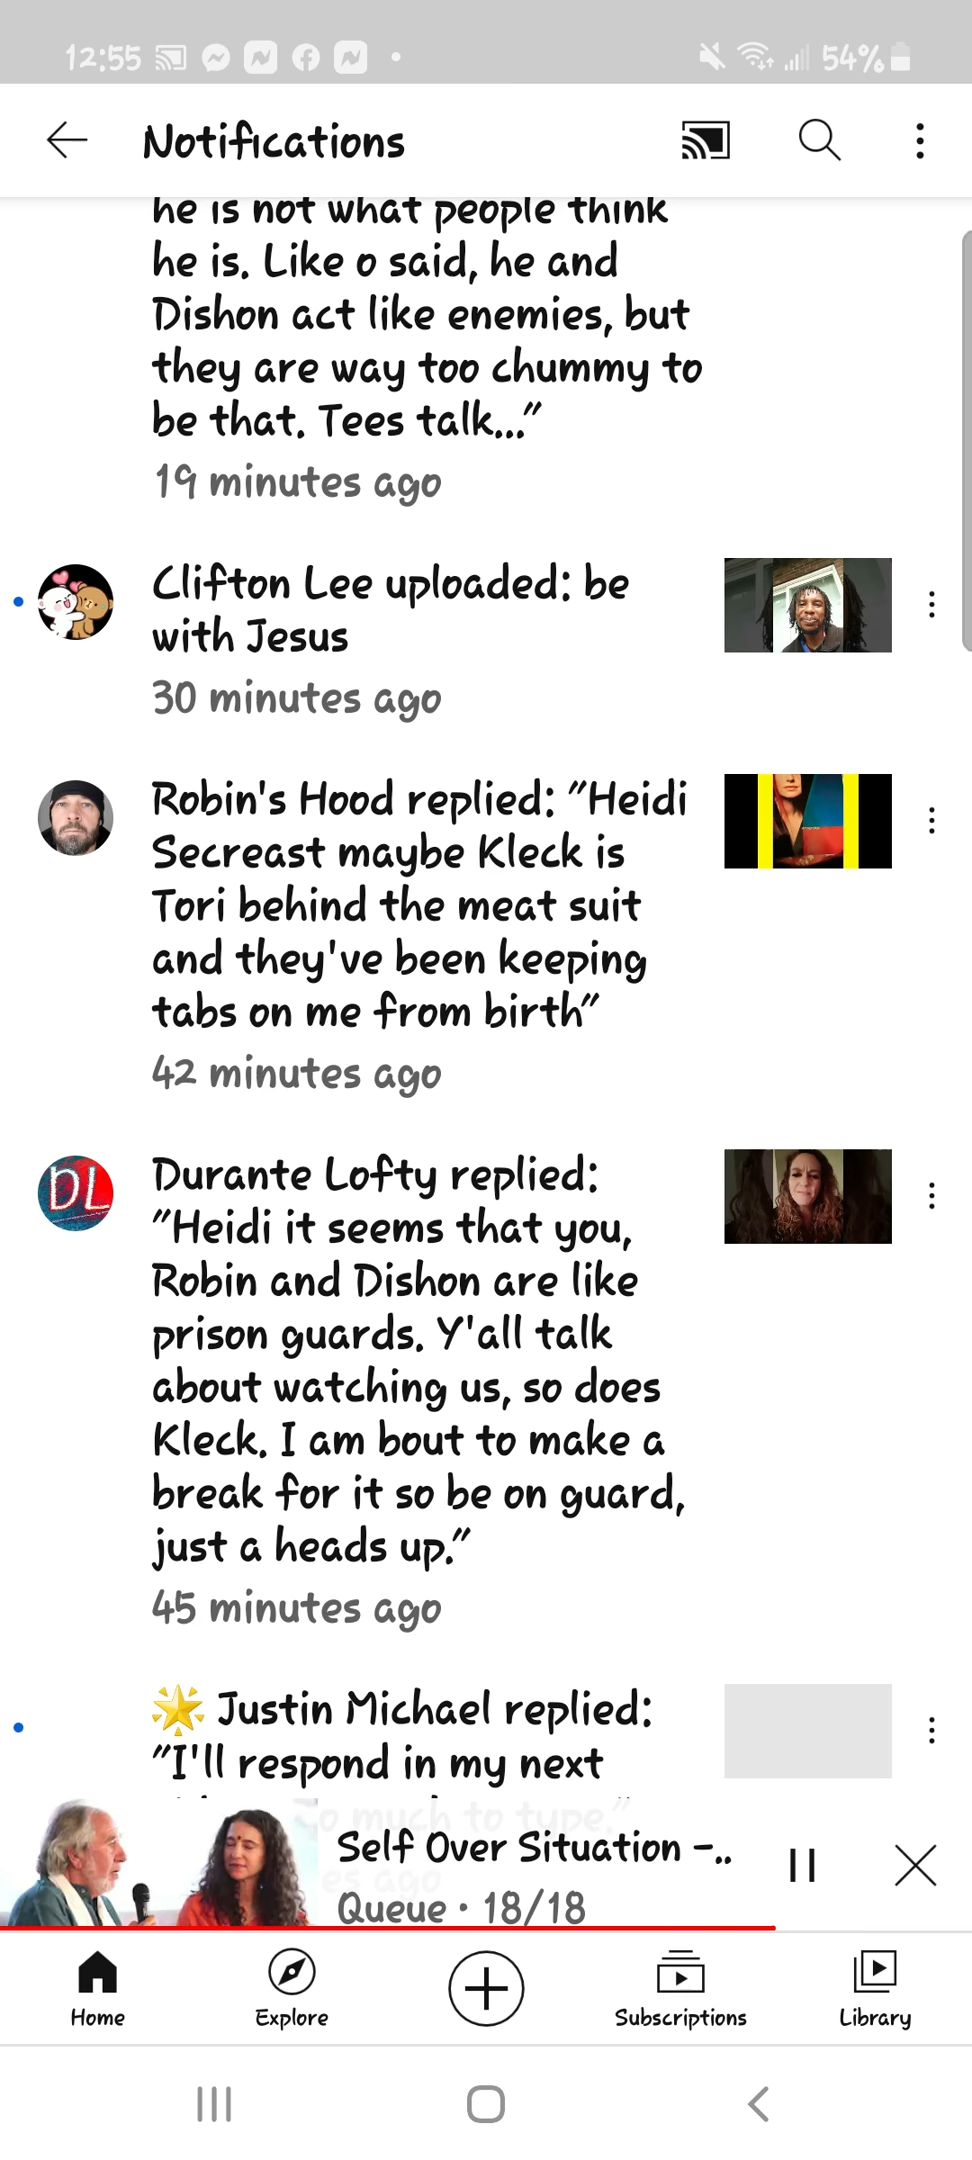 12:55
54%
Notifications
he is not what people think
he is. Like o said, he and
Dishon act like enemies, but
they are way too chummy to
be that. Tees talk..."
19 minutes ago
Clifton Lee uploaded: be
with Jesus
30 minutes ago
Robin's Hood replied: "Heidi
Secreast maybe Kleck is
Tori behind the meat suit
and they've been keeping
tabs on me from birth"
42 minutes ago
DL
Durante Lofty replied:
"Heidi it seems that you,
Robin and Dishon are like
prison guards. Y'all talk
about watching us, so does
Kleck. I am bout to make a
break for it so be on guard,
just a heads up."
45 minutes ago
🌟 Justin Michael replied:
"I'll respond in my next
so much to type,"
es ago
Self Over Situation -..
Queue • 18/18
Home
Explore
Subscriptions
Library